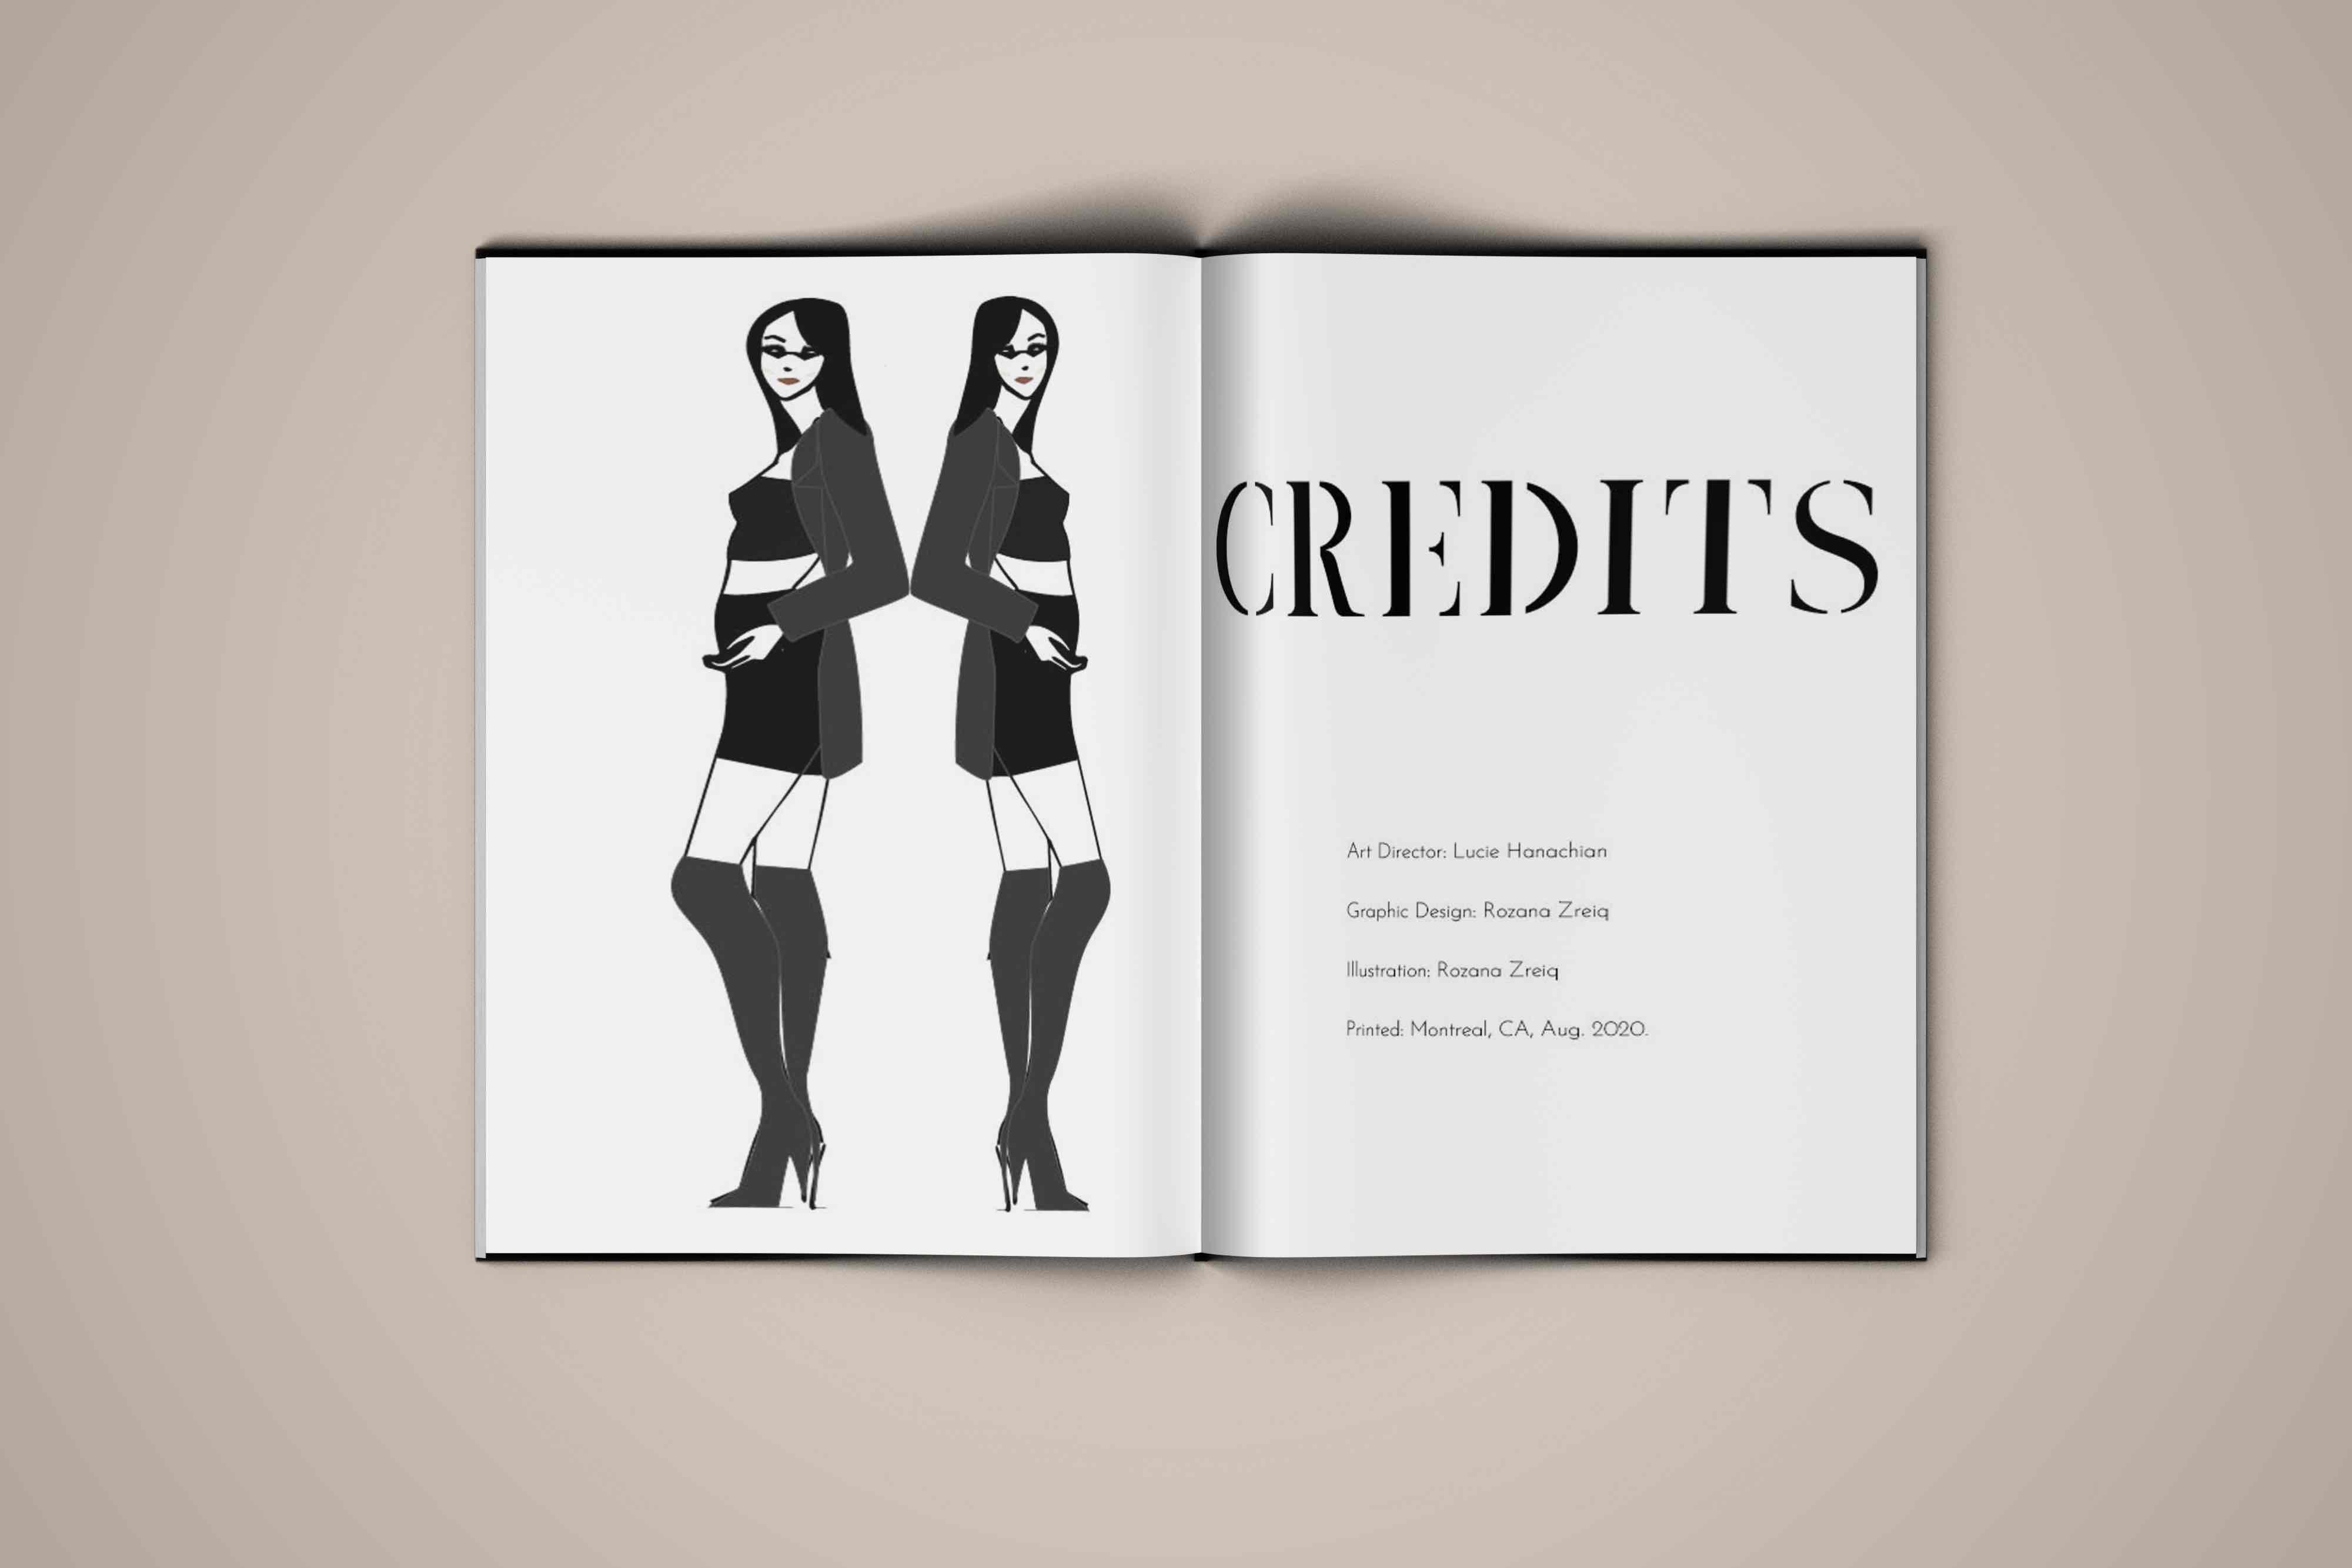 CREDITS
Art Director: Lucie Hanachian
Graphic Design: Rozana Zreiq
Illustration: Rozana Zreiq
Printed: Montreal, CA, Aug. 2020.